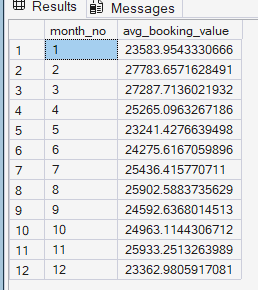 Results Messages
month_no avg_booking_value
1 1 23583.9543330666
2 2 27783.6571628491
3 3 27287.7136021932
4 4 25265.0963267186
5 5 23241.4276639498
6 6 24275.6167059896
7 7 25436.415770711
8 8 25902.5883735629
9 9 24592.6368014513
10 10 24963.1144306712
11 11 25933.2513263989
12 12 23362.9805917081